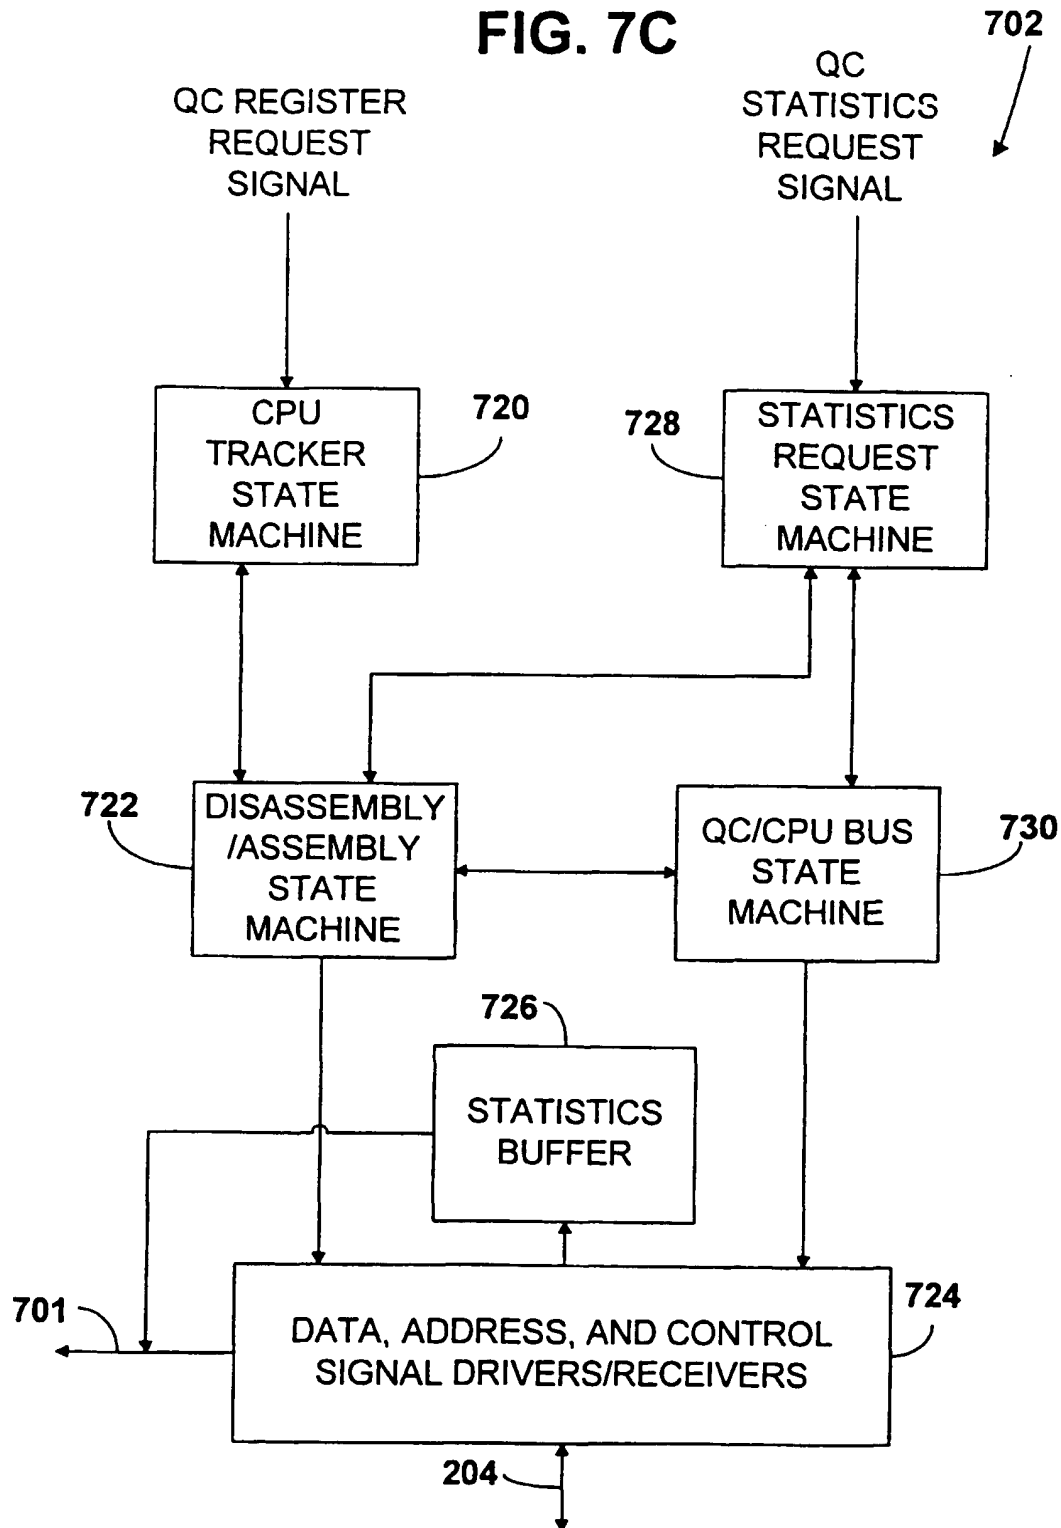 FIG. 7C
702
QC REGISTER
REQUEST
SIGNAL
QC
STATISTICS
REQUEST
SIGNAL
CPU
TRACKER
STATE
MACHINE
720
728
STATISTICS
REQUEST
STATE
MACHINE
722
DISASSEMBLY
/ASSEMBLY
STATE
MACHINE
QC/CPU BUS
STATE
MACHINE
730
726
STATISTICS
BUFFER
701
DATA, ADDRESS, AND CONTROL
SIGNAL DRIVERS/RECEIVERS
724
204